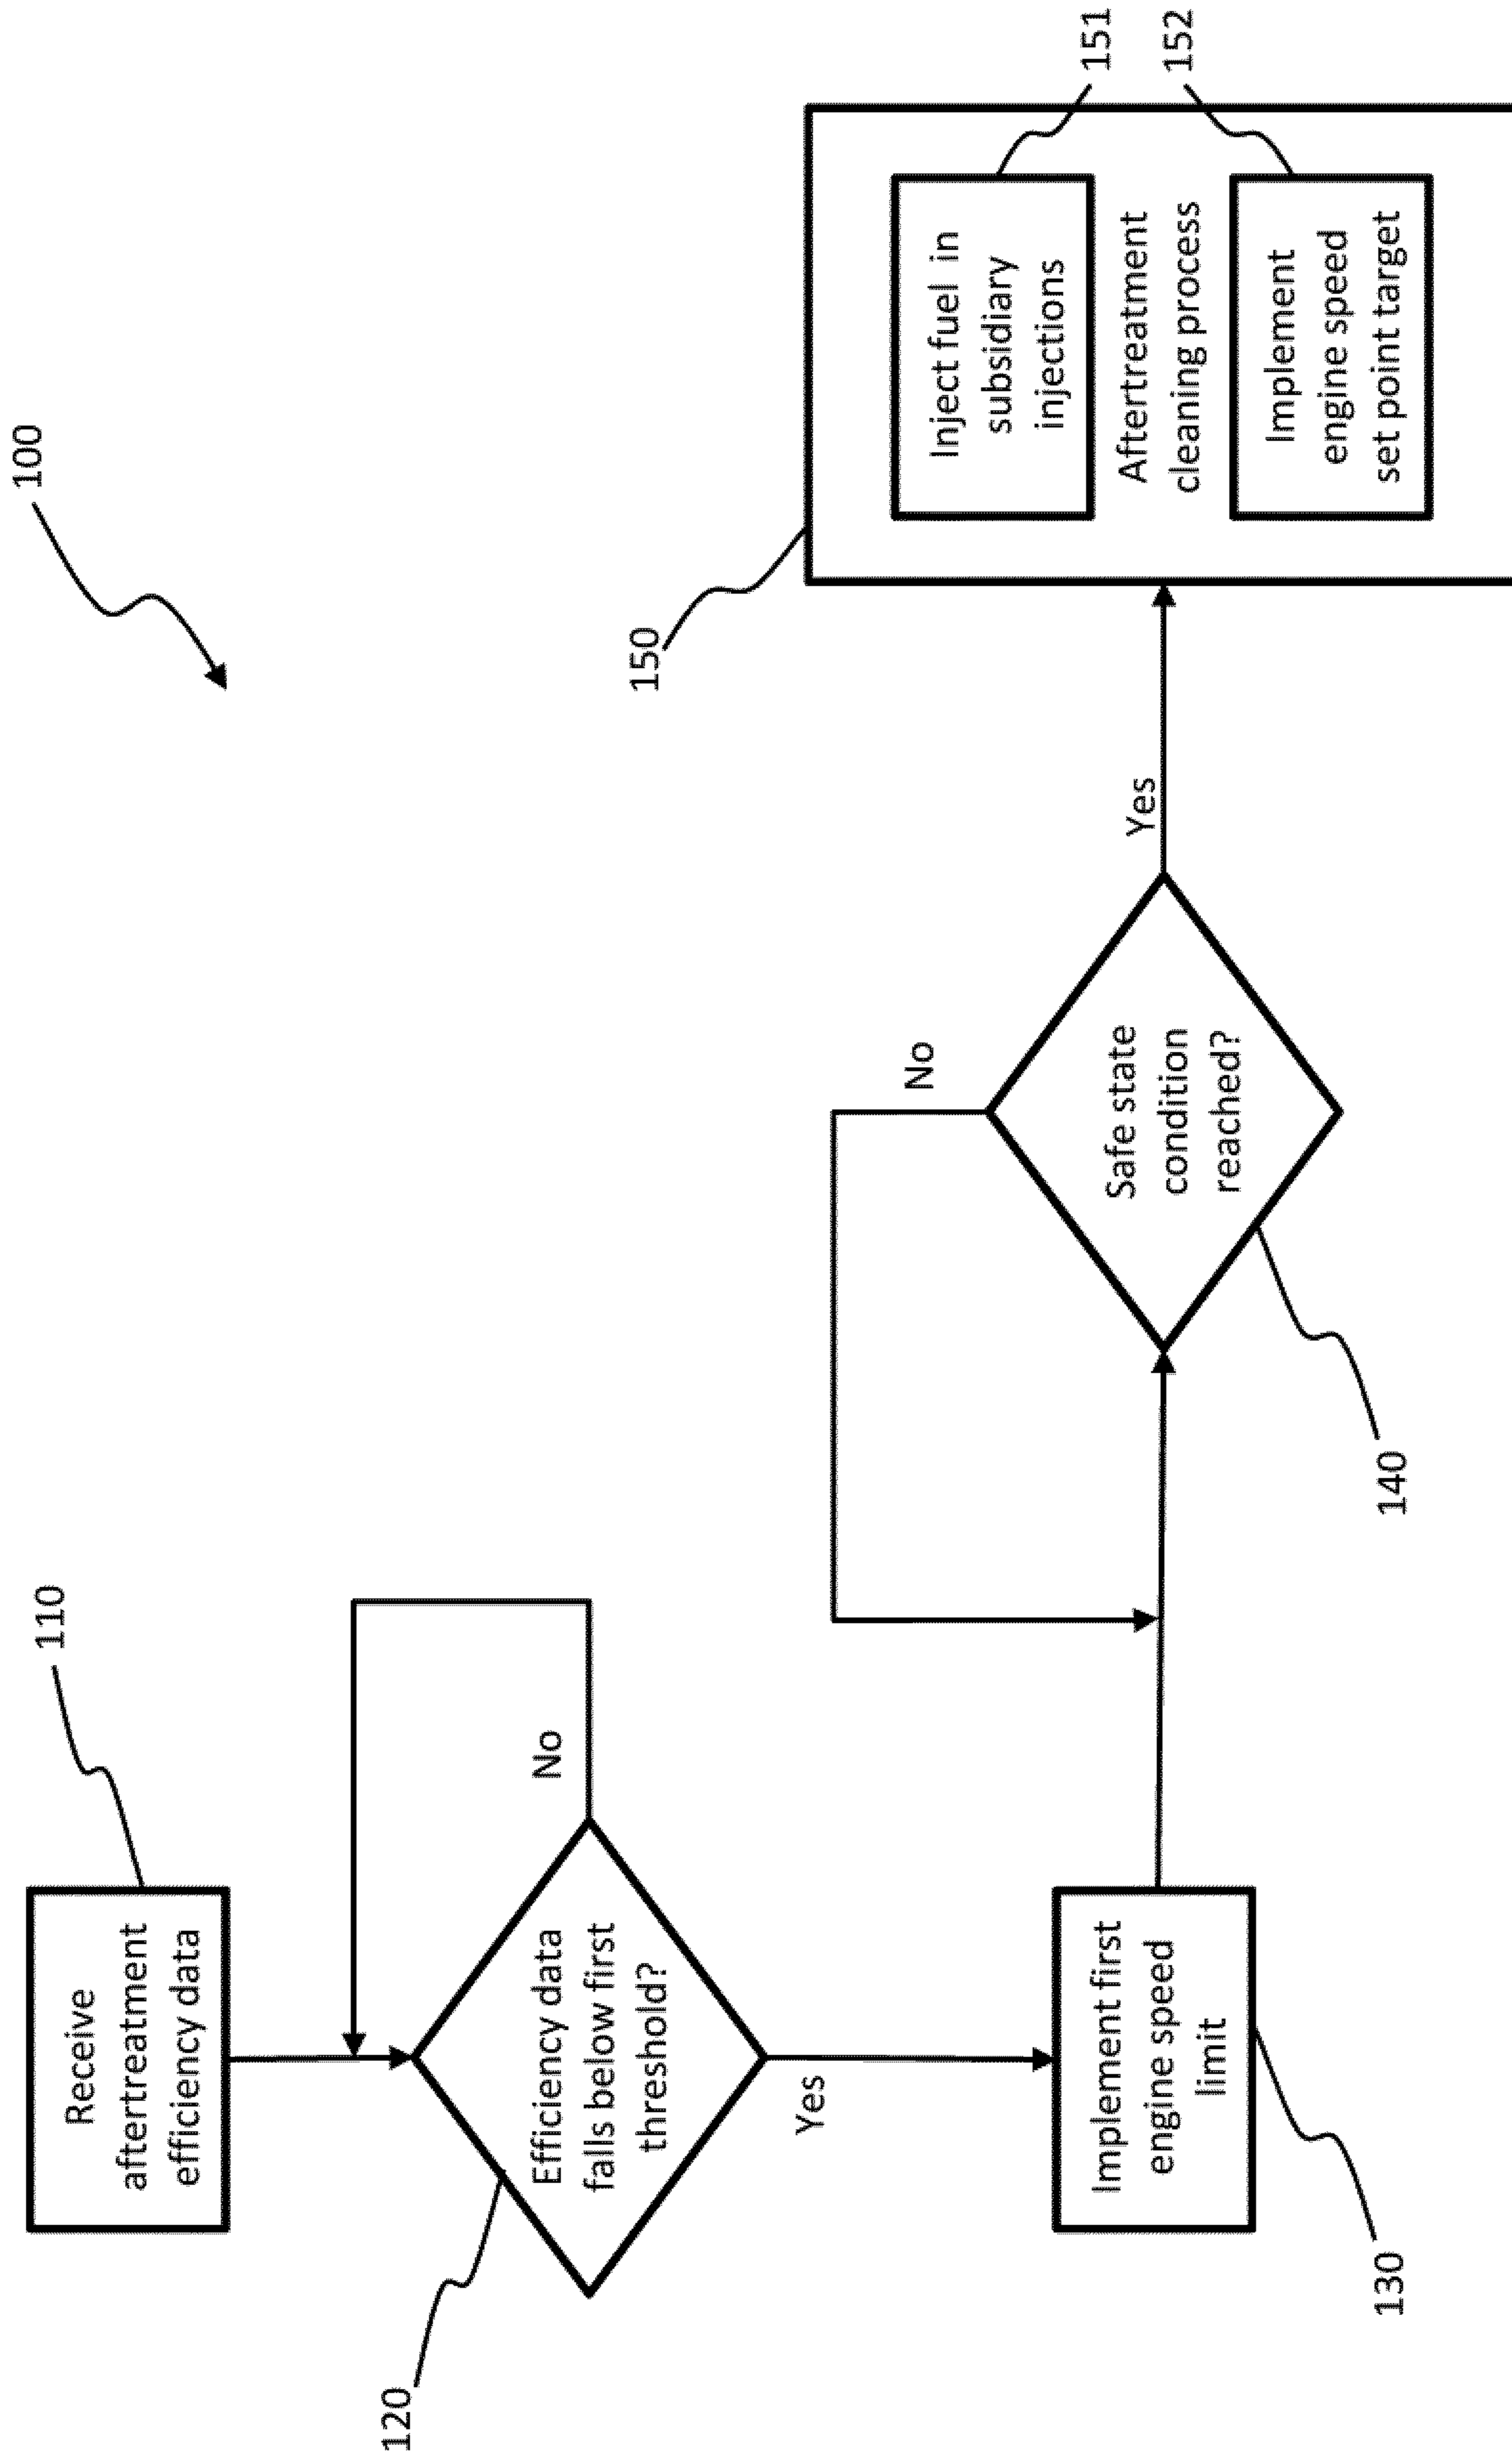 100
110
Receive
aftertreatment
efficiency data
120
Efficiency data
falls below first
threshold?
No
Yes
130
Implement first
engine speed
limit
140
Safe state
condition
reached?
No
Yes
150
151
Inject fuel in
subsidiary
injections
Aftertreatment
cleaning process
152
Implement
engine speed
set point target